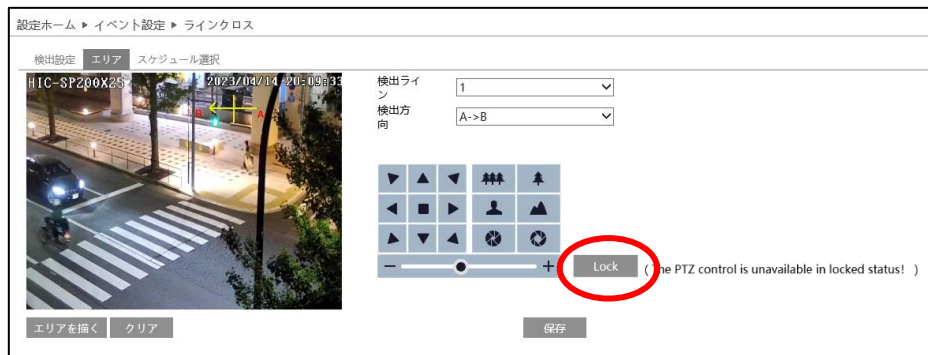 設定ホーム ▶ イベント設定 ▶ ラインクロス
検出設定 エリア スケジュール選択
HIC-SP200X25 2023/04/14 20:09:33
B A
検出ライン
1
検出方向
A->B
Lock
( The PTZ control is unavailable in locked status! )
エリアを描く クリア
保存